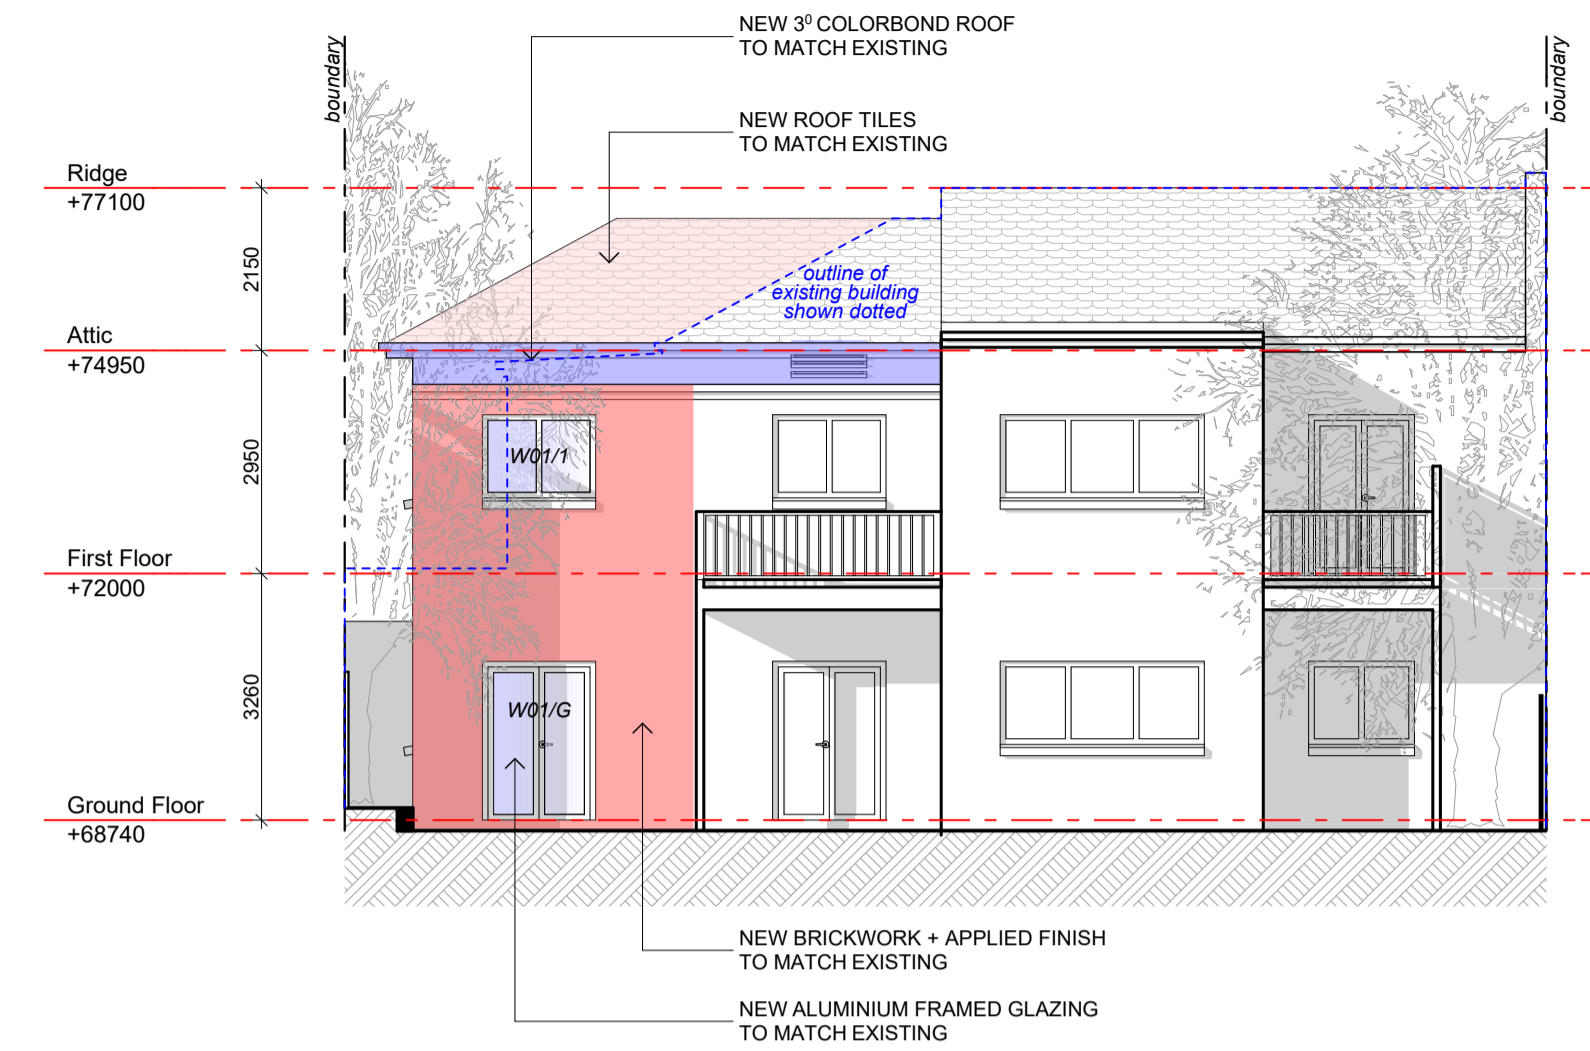 NEW 3⁰ COLORBOND ROOF
TO MATCH EXISTING
boundary
boundary
NEW ROOF TILES
TO MATCH EXISTING
Ridge
+77100
2150
outline of
existing building
shown dotted
Attic
+74950
2950
W01/1
First Floor
+72000
3260
W01/G
Ground Floor
+68740
NEW BRICKWORK + APPLIED FINISH
TO MATCH EXISTING
NEW ALUMINIUM FRAMED GLAZING
TO MATCH EXISTING